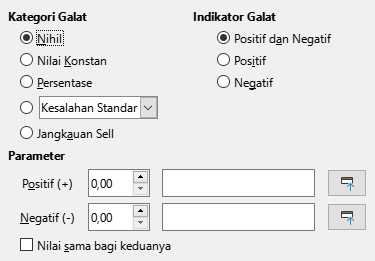 Kategori Galat
Indikator Galat
Nihil
Positif dan Negatif
Nilai Konstan
Positif
Persentase
Negatif
Kesalahan Standar
Jangkauan Sell
Parameter
Positif (+) 0,00
Negatif (-) 0,00
Nilai sama bagi keduanya